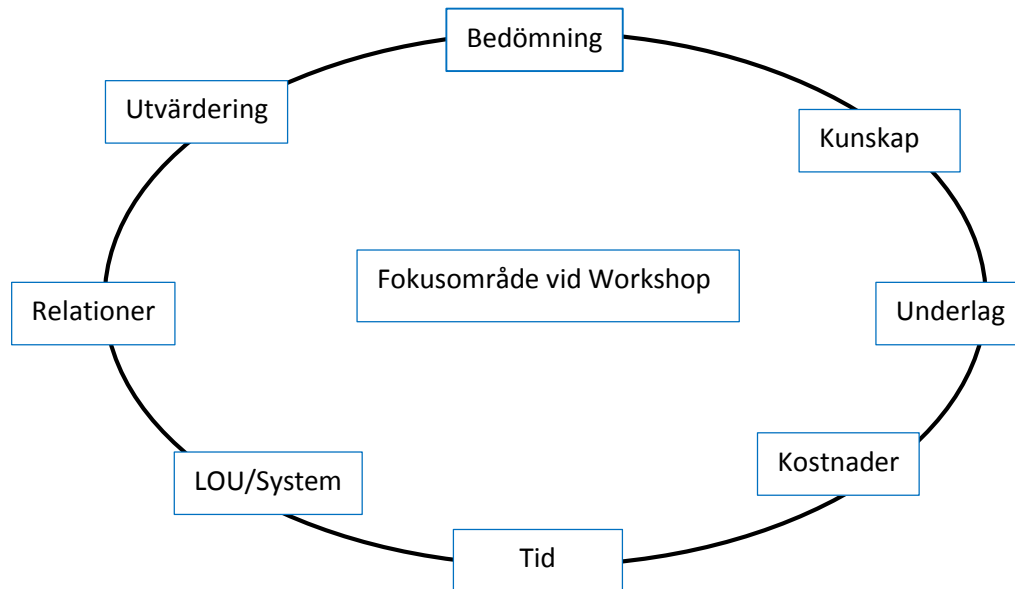 Bedömning
Utvärdering
Kunskap
Fokusområde vid Workshop
Relationer
Underlag
Kostnader
LOU/System
Tid